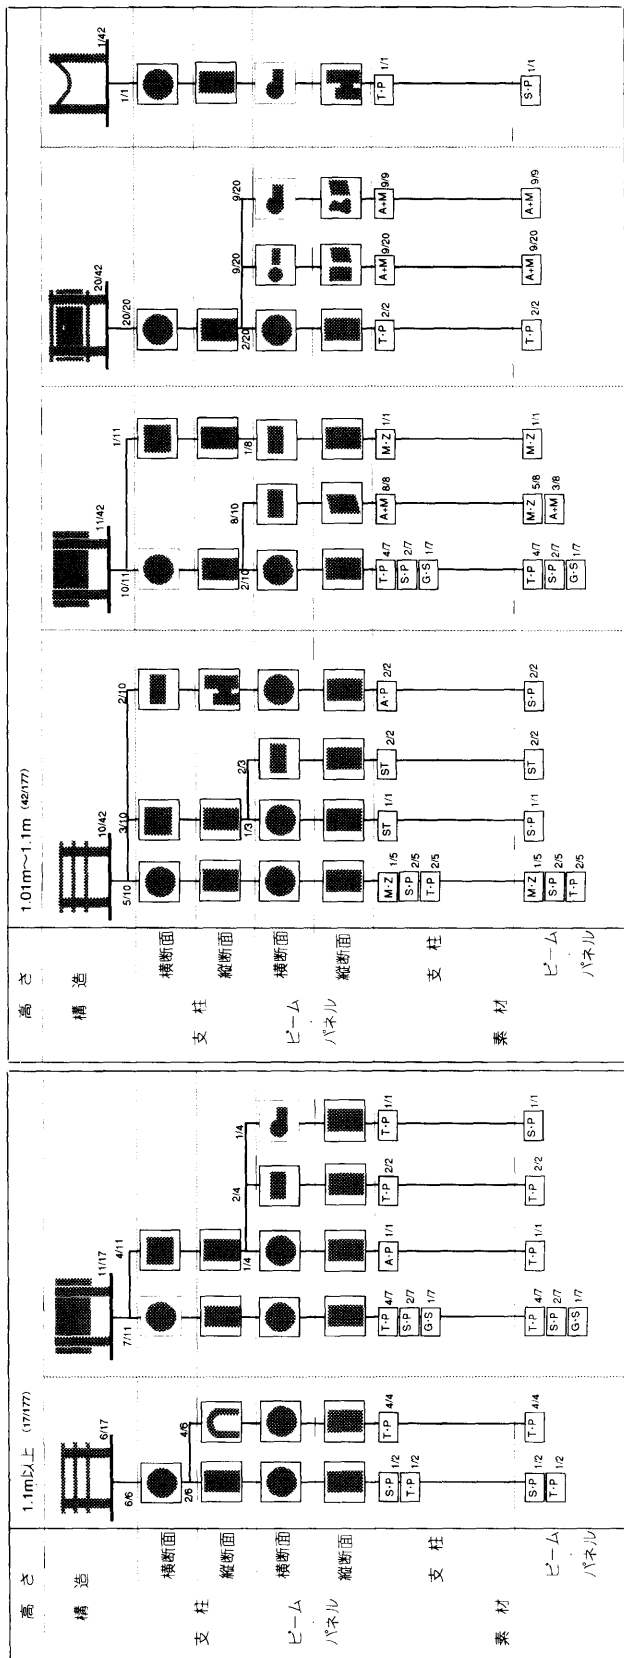 高さ 1.1m以上 (17/177)
構造 6/17 11/17
6/6 7/11 4/11
支柱 横断面
2/6 4/6
縦断面
1/4 2/4 1/4
ビーム・パネル 横断面
縦断面
素材 支柱
S·P 1/2 T·P 4/4 T·P 4/7 A·P 1/1 T·P 2/2 T·P 1/1
T·P 1/2 S·P 2/7
G·S 1/7
ビーム・パネル
S·P 1/2 T·P 4/4 T·P 4/7 T·P 1/1 T·P 2/2 S·P 1/1
T·P 1/2 S·P 2/7
G·S 1/7
高さ 1.01m〜1.1m (42/177)
構造 10/42 11/42 20/42 1/42
5/10 3/10 2/10 10/11 1/11 20/20 1/1
支柱 横断面
縦断面
1/3 2/3 2/10 8/10 1/8 2/20 9/20 9/20
ビーム・パネル 横断面
縦断面
素材 支柱
M·Z 1/5 ST 1/1 ST 2/2 A·P 2/2 T·P 4/7 A+M 8/8 M·Z 1/1 T·P 2/2 A+M 9/20 A+M 9/9 T·P 1/1
S·P 2/5 S·P 2/7
T·P 2/5 G·S 1/7
ビーム・パネル
M·Z 1/5 S·P 1/1 ST 2/2 S·P 2/2 T·P 4/7 M·Z 5/8 M·Z 1/1 T·P 2/2 A+M 9/20 A+M 9/9 S·P 1/1
S·P 2/5 S·P 2/7 A+M 3/8
T·P 2/5 G·S 1/7